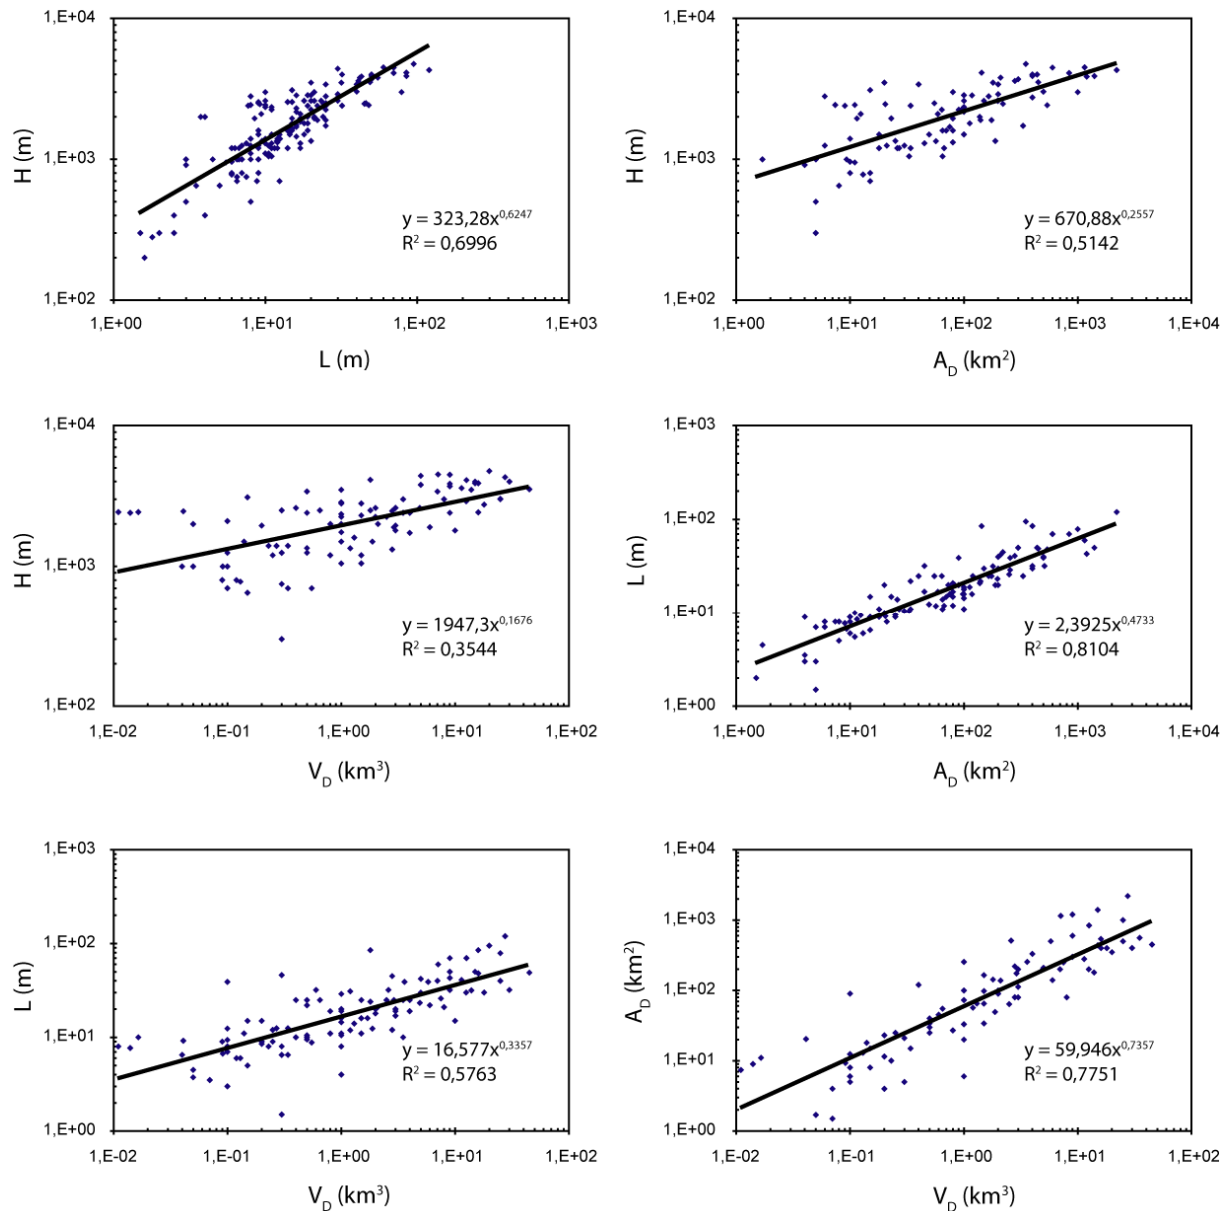 1,E+04
1,E+03
1,E+02
H (m)
y = 323,28x^0,6247
R² = 0,6996
1,E+00 1,E+01 1,E+02 1,E+03
L (m)
1,E+04
1,E+03
1,E+02
H (m)
y = 670,88x^0,2557
R² = 0,5142
1,E+00 1,E+01 1,E+02 1,E+03 1,E+04
A_D (km²)
1,E+04
1,E+03
1,E+02
H (m)
y = 1947,3x^0,1676
R² = 0,3544
1,E-02 1,E-01 1,E+00 1,E+01 1,E+02
V_D (km³)
1,E+03
1,E+02
1,E+01
1,E+00
L (m)
y = 2,3925x^0,4733
R² = 0,8104
1,E+00 1,E+01 1,E+02 1,E+03 1,E+04
A_D (km²)
1,E+03
1,E+02
1,E+01
1,E+00
L (m)
y = 16,577x^0,3357
R² = 0,5763
1,E-02 1,E-01 1,E+00 1,E+01 1,E+02
V_D (km³)
1,E+04
1,E+03
1,E+02
1,E+01
1,E+00
A_D (km²)
y = 59,946x^0,7357
R² = 0,7751
1,E-02 1,E-01 1,E+00 1,E+01 1,E+02
V_D (km³)